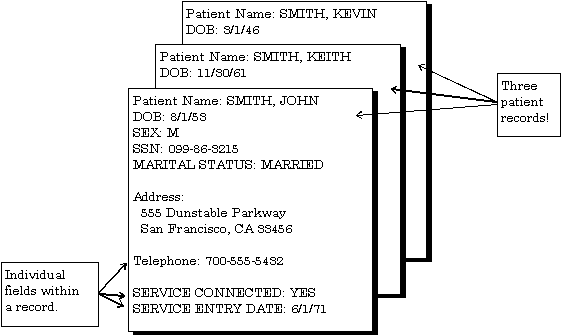 Patient Name: SMITH, KEVIN
DOB: 3/1/46
Patient Name: SMITH, KEITH
DOB: 11/30/61
Patient Name: SMITH, JOHN
DOB: 8/1/53
SEX: M
SSN: 099-86-3215
MARITAL STATUS: MARRIED
Address:
555 Dunstable Parkway
San Francisco, CA 33456
Telephone: 700-555-5432
SERVICE CONNECTED: YES
SERVICE ENTRY DATE: 6/1/71
Three
patient
records!
Individual
fields within
a record.